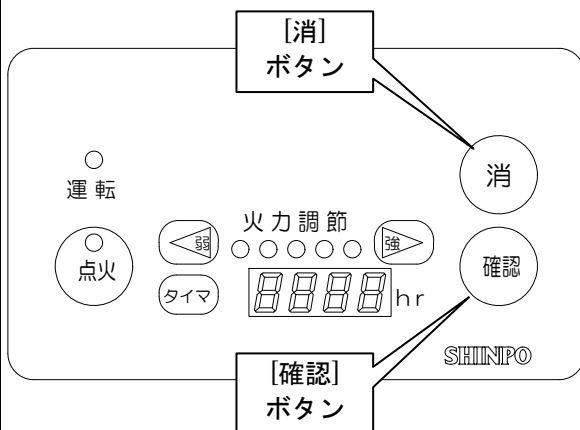 [消]
ボタン
消
運転
火力調節
弱
強
点火
確認
タイマ
8888 hr
SHINPO
[確認]
ボタン